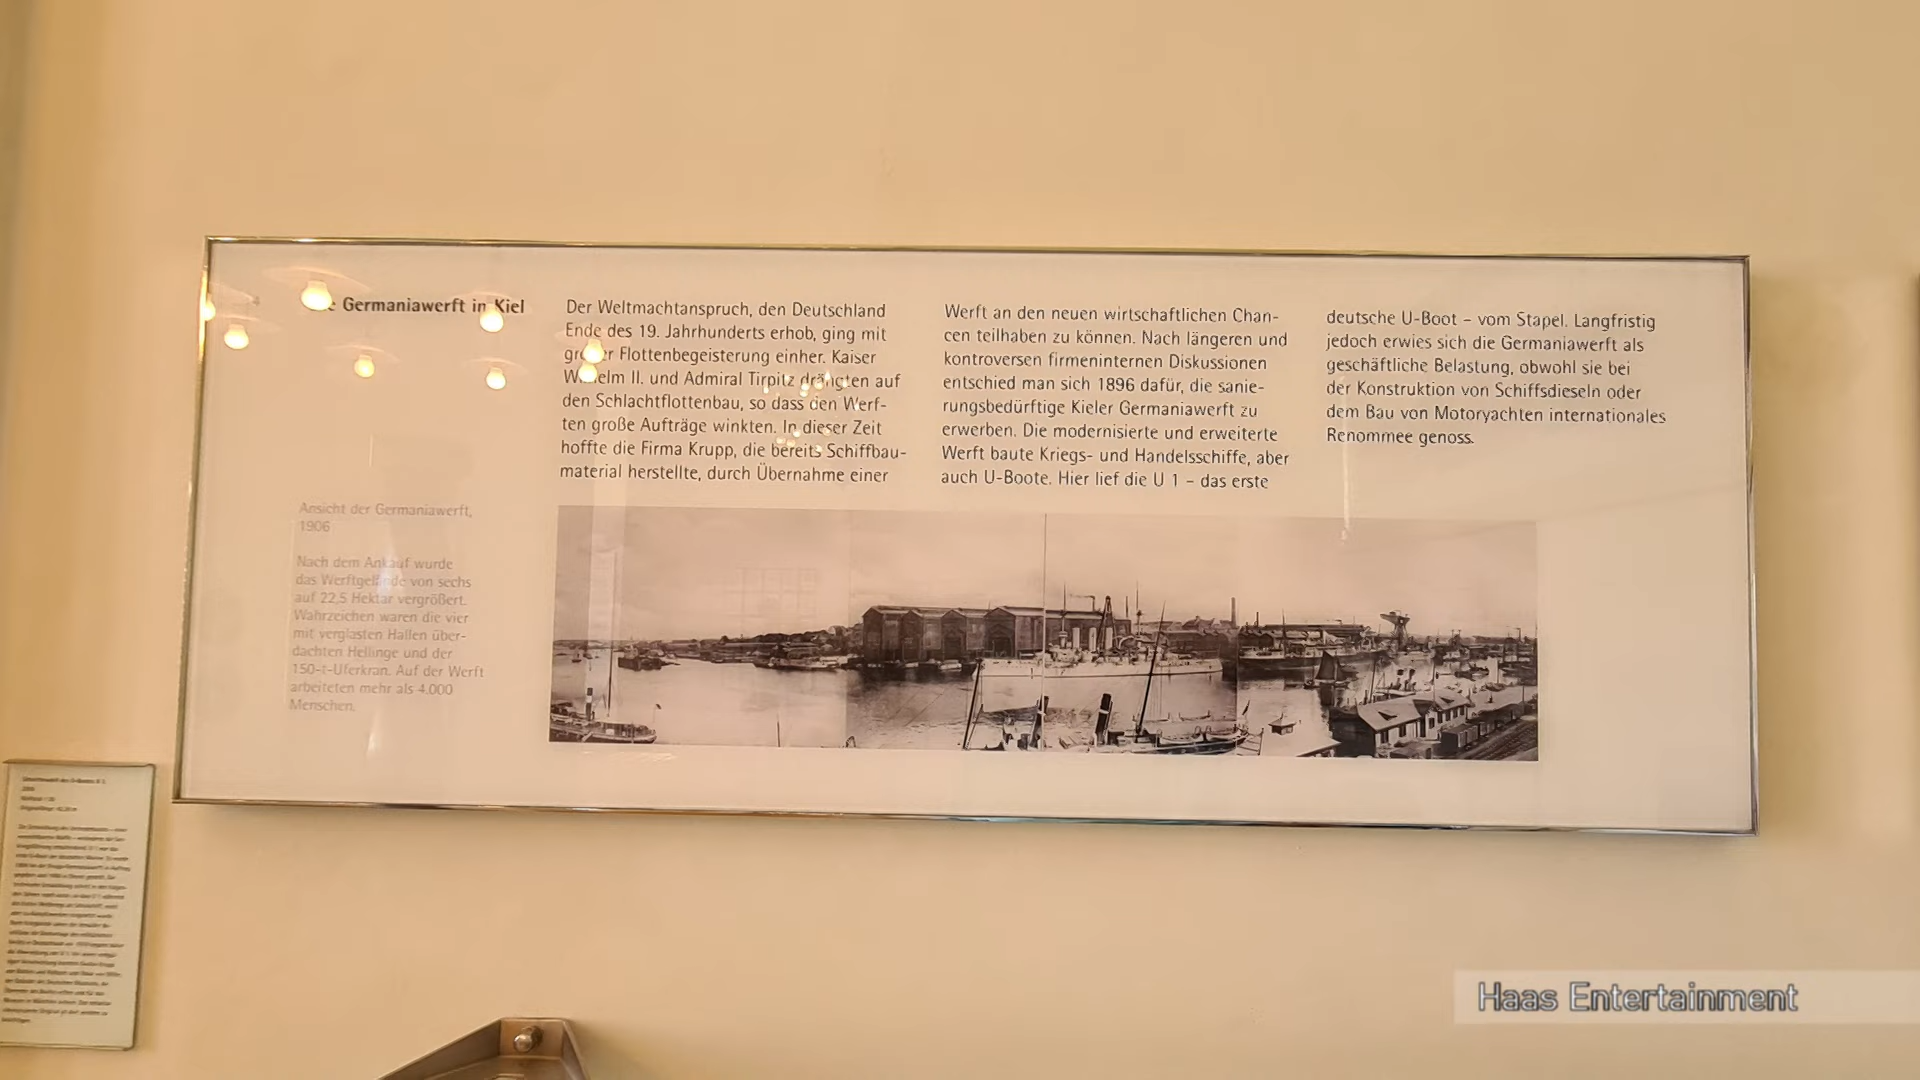 Germaniawerft in Kiel
Der Weltmachtanspruch, den Deutschland
Ende des 19. Jahrhunderts erhob, ging mit
großer Flottenbegeisterung einher. Kaiser
Wilhelm II. und Admiral Tirpitz drängten auf
den Schlachtflottenbau, so dass den Werf-
ten große Aufträge winkten. In dieser Zeit
hoffte die Firma Krupp, die bereits Schiffbau-
material herstellte, durch Übernahme einer
Werft an den neuen wirtschaftlichen Chan-
cen teilhaben zu können. Nach längeren und
kontroversen firmeninternen Diskussionen
entschied man sich 1896 dafür, die sanie-
rungsbedürftige Kieler Germaniawerft zu
erwerben. Die modernisierte und erweiterte
Werft baute Kriegs- und Handelsschiffe, aber
auch U-Boote. Hier lief die U 1 – das erste
deutsche U-Boot – vom Stapel. Langfristig
jedoch erwies sich die Germaniawerft als
geschäftliche Belastung, obwohl sie bei
der Konstruktion von Schiffsdieseln oder
dem Bau von Motoryachten internationales
Renommee genoss.
Ansicht der Germaniawerft,
1906
Nach dem Ankauf wurde
das Werftgelände von sechs
auf 22,5 Hektar vergrößert.
Wahrzeichen waren die vier
mit verglasten Hallen über-
dachten Hellinge und der
150-t-Uferkran. Auf der Werft
arbeiteten mehr als 4.000
Menschen.
Haas Entertainment